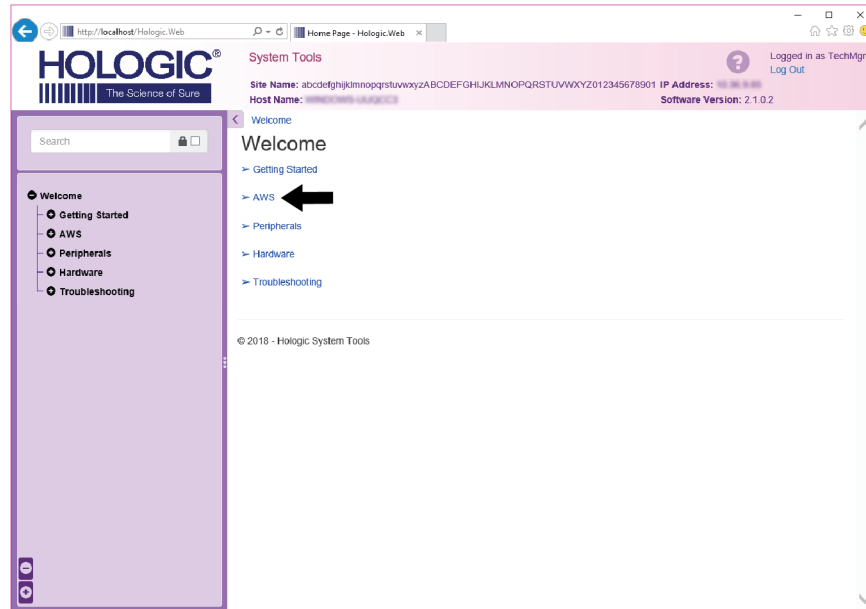 http://localhost/Hologic.Web
Home Page - Hologic.Web
HOLOGIC®
The Science of Sure
System Tools
Logged in as TechMgr
Log Out
Site Name: abcdefghijklmnopqrstuvwxyzABCDEFGHIJKLMNOPQRSTUVWXYZ012345678901 IP Address:
Host Name:
Software Version: 2.1.0.2
Search
Welcome
Getting Started
AWS
Peripherals
Hardware
Troubleshooting
Welcome
Welcome
➢ Getting Started
➢ AWS
➢ Peripherals
➢ Hardware
➢ Troubleshooting
© 2018 - Hologic System Tools